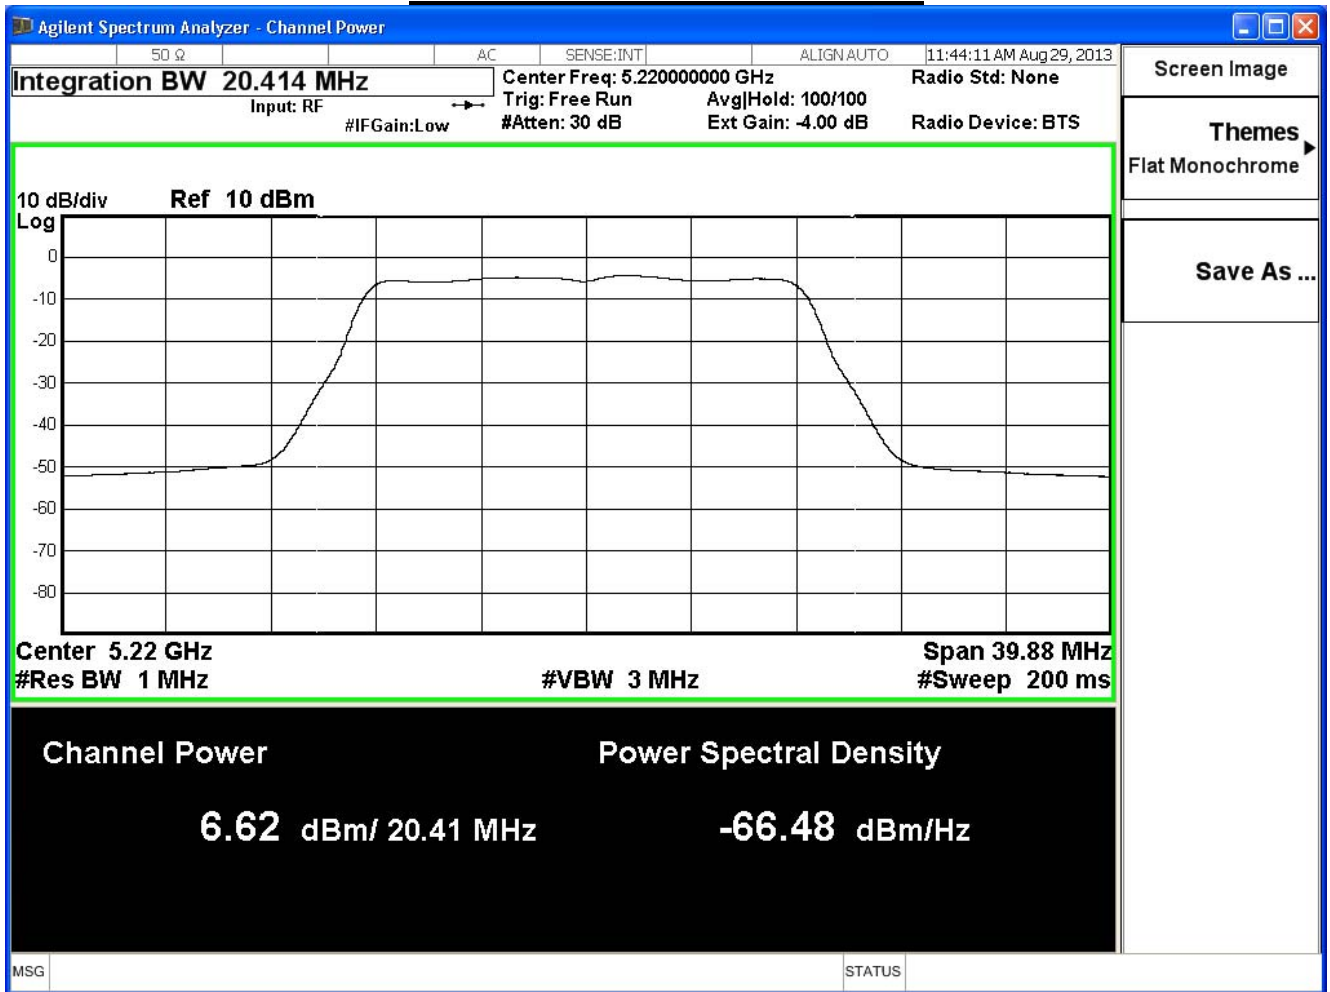 Agilent Spectrum Analyzer - Channel Power
50 Ω AC SENSE:INT ALIGN AUTO 11:44:11 AM Aug 29, 2013
Integration BW 20.414 MHz
Center Freq: 5.220000000 GHz Radio Std: None
Input: RF Trig: Free Run Avg|Hold: 100/100
#IFGain:Low #Atten: 30 dB Ext Gain: -4.00 dB Radio Device: BTS
10 dB/div Ref 10 dBm
Log
0
-10
-20
-30
-40
-50
-60
-70
-80
Center 5.22 GHz Span 39.88 MHz
#Res BW 1 MHz #VBW 3 MHz #Sweep 200 ms
Channel Power Power Spectral Density
6.62 dBm/ 20.41 MHz -66.48 dBm/Hz
MSG STATUS
Screen Image
Themes
Flat Monochrome
Save As ...